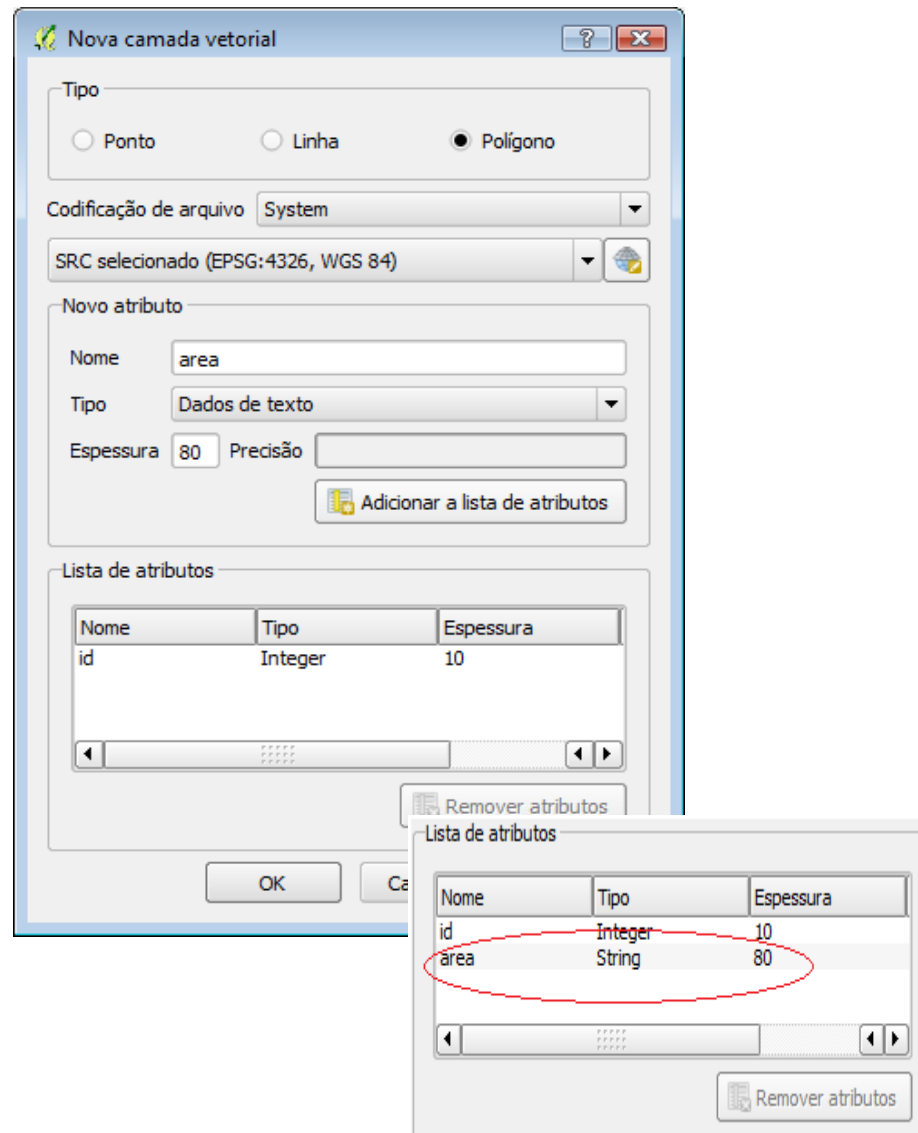 Nova camada vetorial
Tipo
Ponto Linha Polígono
Codificação de arquivo System
SRC selecionado (EPSG:4326, WGS 84)
Novo atributo
Nome area
Tipo Dados de texto
Espessura 80 Precisão
Adicionar a lista de atributos
Lista de atributos
Nome Tipo Espessura
id Integer 10
Remover atributos
OK Ca
Lista de atributos
Nome Tipo Espessura
id Integer 10
area String 80
Remover atributos